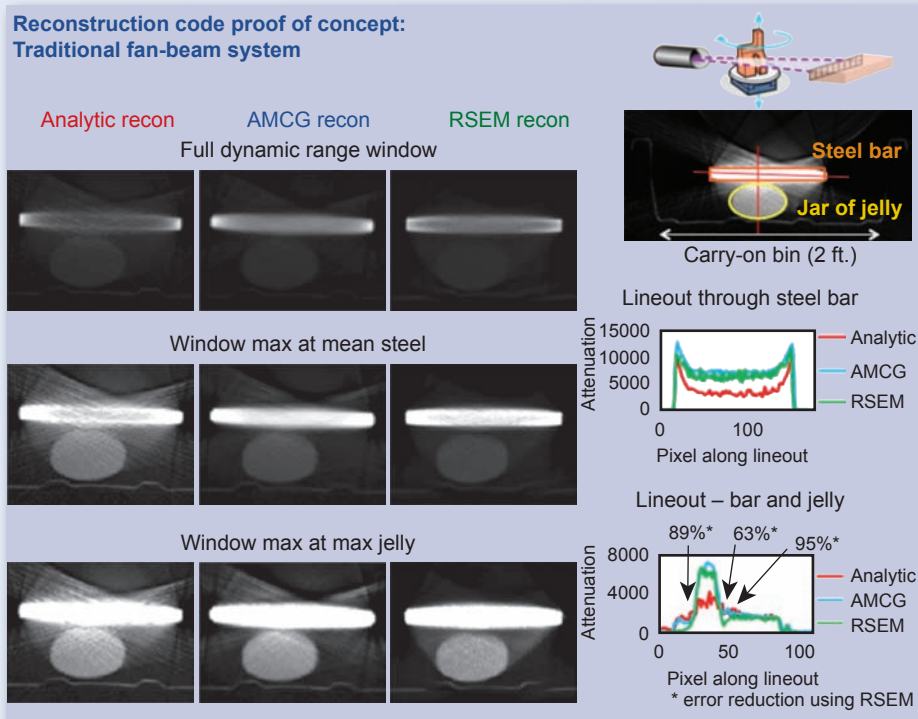 Reconstruction code proof of concept:
Traditional fan-beam system
Analytic recon
AMCG recon
RSEM recon
Full dynamic range window
Window max at mean steel
Window max at max jelly
Steel bar
Jar of jelly
Carry-on bin (2 ft.)
Lineout through steel bar
Attenuation
15000
10000
5000
0
0
100
Pixel along lineout
Analytic
AMCG
RSEM
Lineout – bar and jelly
89%*
63%*
95%*
Attenuation
8000
4000
0
0
50
100
Pixel along lineout
Analytic
AMCG
RSEM
* error reduction using RSEM